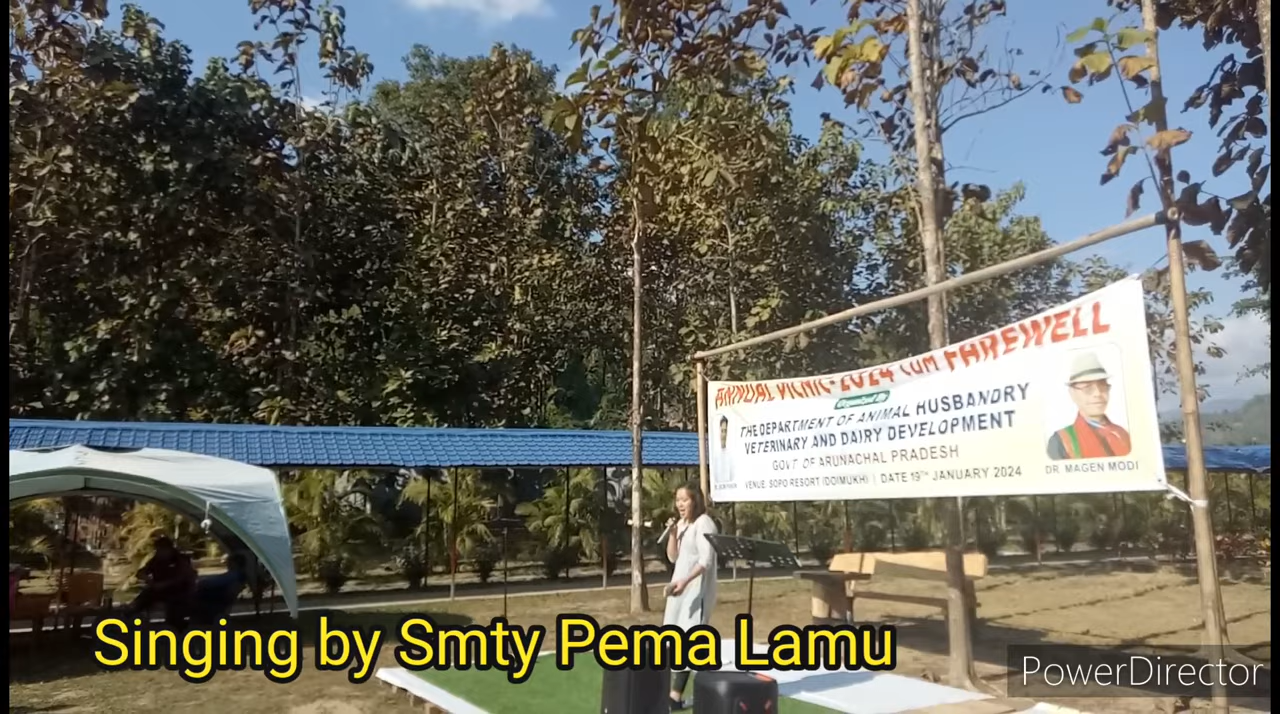 ANNUAL PICNIC-2024 CUM FAREWELL
Organized By
THE DEPARTMENT OF ANIMAL HUSBANDRY
VETERINARY AND DAIRY DEVELOPMENT
GOVT OF ARUNACHAL PRADESH
VENUE: SOPO RESORT (DOIMUKH) | DATE 19TH JANUARY 2024
DR. MAGEN MODI
Singing by Smty Pema Lamu
PowerDirector